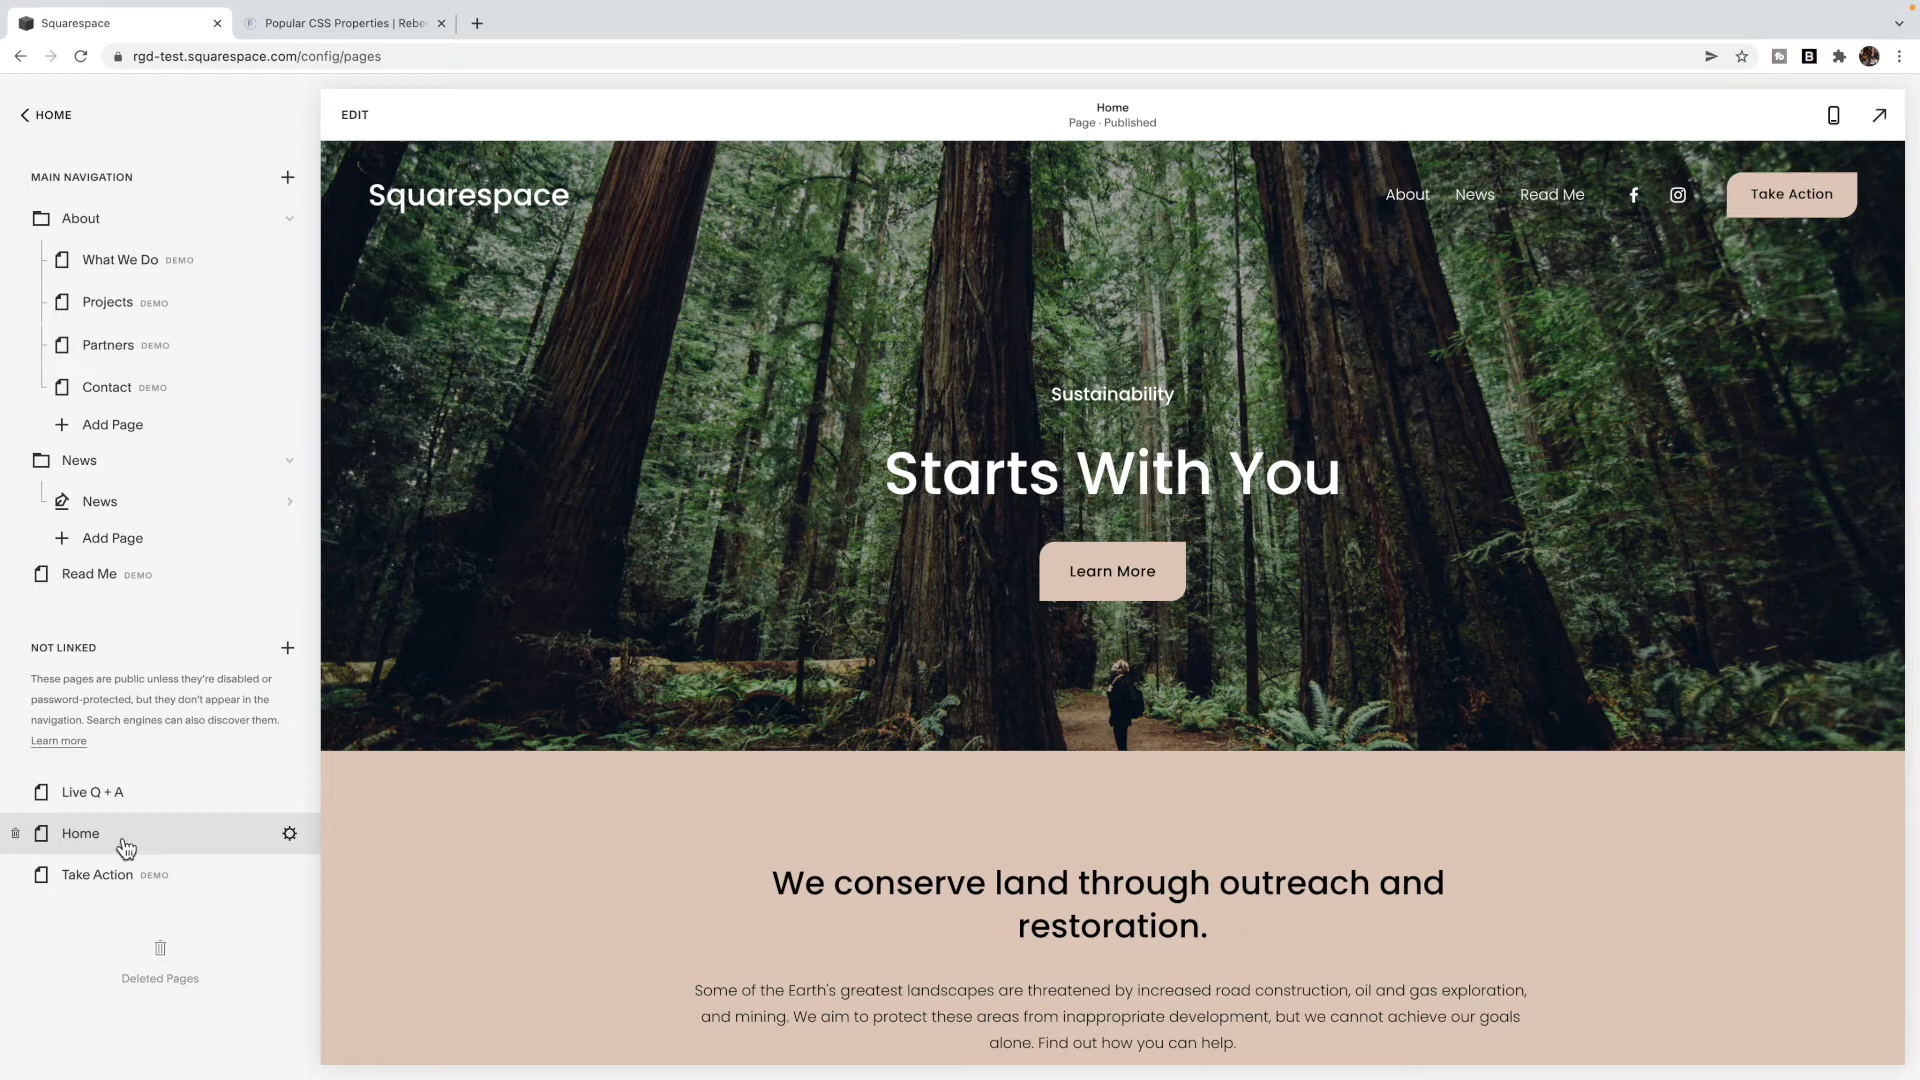 Squarespace
Popular CSS Properties | Rebe
rgd-test.squarespace.com/config/pages
HOME
MAIN NAVIGATION
About
What We Do DEMO
Projects DEMO
Partners DEMO
Contact DEMO
Add Page
News
News
Add Page
Read Me DEMO
NOT LINKED
These pages are public unless they're disabled or
password-protected, but they don't appear in the
navigation. Search engines can also discover them.
Learn more
Live Q + A
Home
Take Action DEMO
Deleted Pages
EDIT
Home
Page · Published
Squarespace
About News Read Me
Take Action
Sustainability
Starts With You
Learn More
We conserve land through outreach and
restoration.
Some of the Earth's greatest landscapes are threatened by increased road construction, oil and gas exploration,
and mining. We aim to protect these areas from inappropriate development, but we cannot achieve our goals
alone. Find out how you can help.